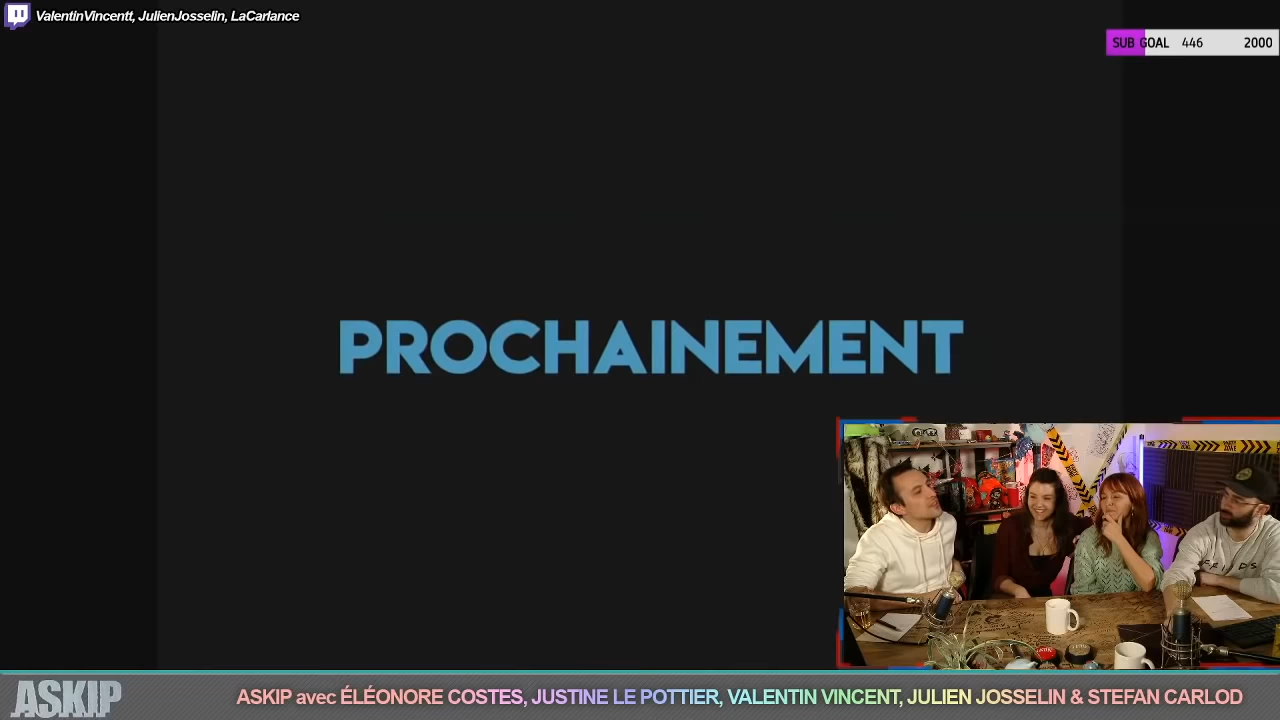 ValentinVincentt, JulienJosselin, LaCarlance
SUB GOAL 446 2000
PROCHAINEMENT
FRIENDS
ASKIP
ASKIP avec ÉLÉONORE COSTES, JUSTINE LE POTTIER, VALENTIN VINCENT, JULIEN JOSSELIN & STEFAN CARLOD